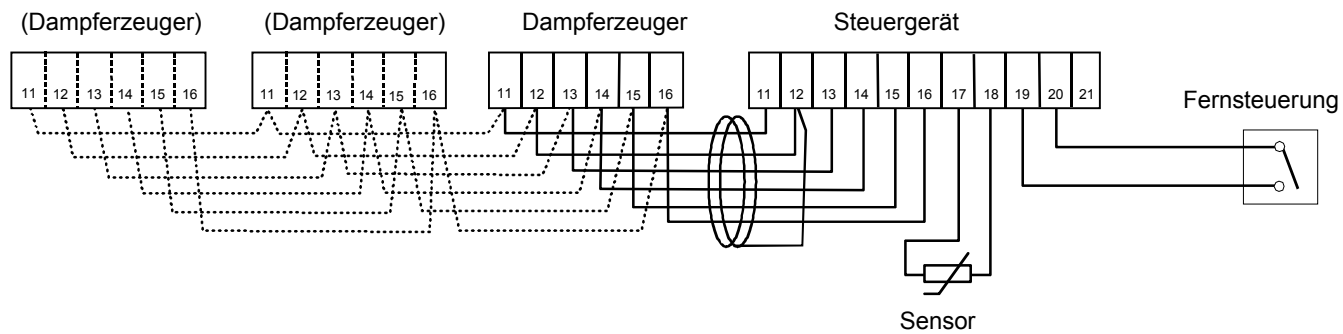 (Dampferzeuger) (Dampferzeuger) Dampferzeuger Steuergerät
11 12 13 14 15 16 11 12 13 14 15 16 11 12 13 14 15 16 11 12 13 14 15 16 17 18 19 20 21
Fernsteuerung
Sensor